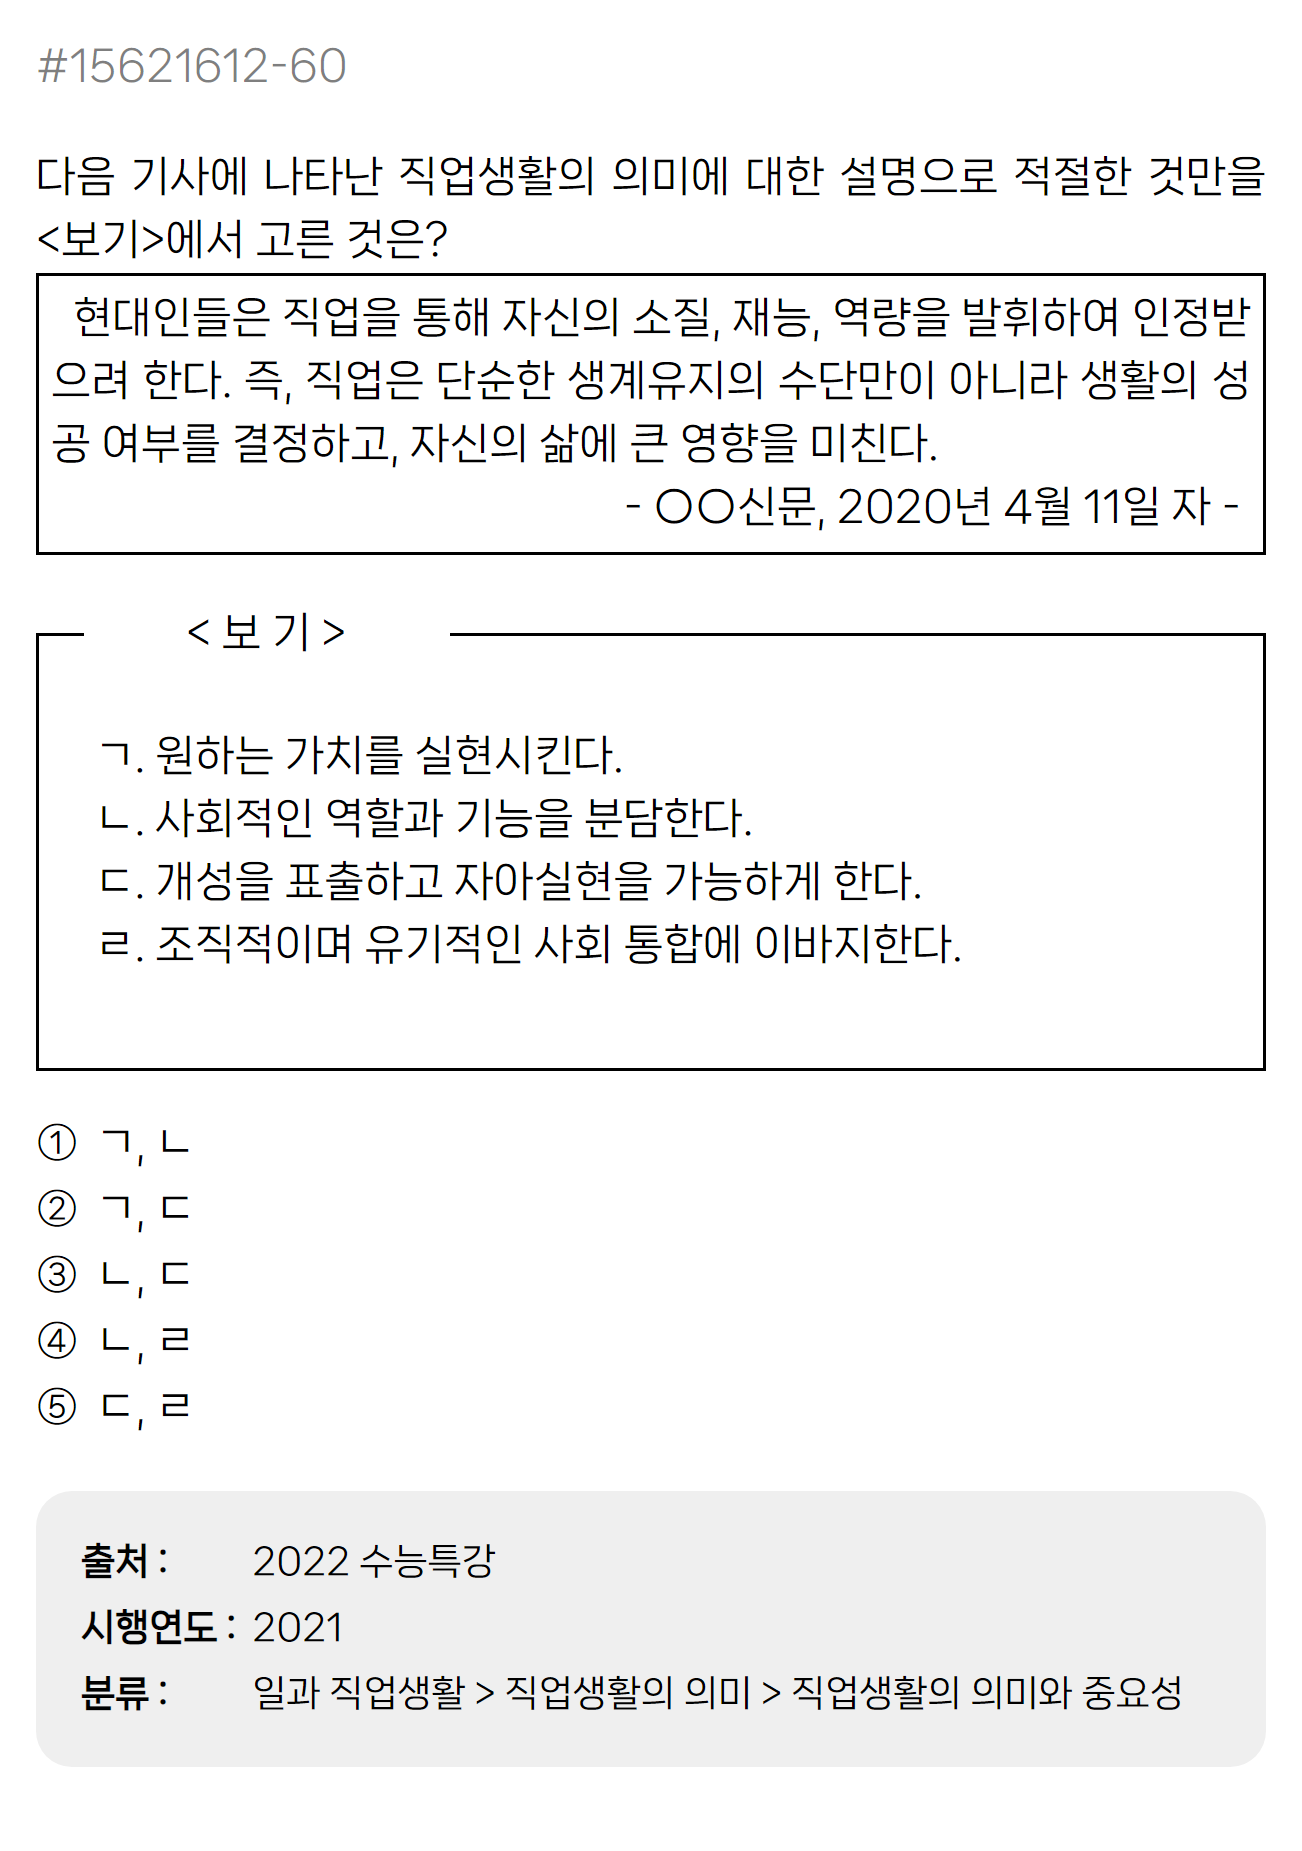 #15621612-60
다음 기사에 나타난 직업생활의 의미에 대한 설명으로 적절한 것만을
<보기>에서 고른 것은?
현대인들은 직업을 통해 자신의 소질, 재능, 역량을 발휘하여 인정받
으려 한다. 즉, 직업은 단순한 생계유지의 수단만이 아니라 생활의 성
공 여부를 결정하고, 자신의 삶에 큰 영향을 미친다.
- 〇〇신문, 2020년 4월 11일 자 -
< 보 기 >
ㄱ. 원하는 가치를 실현시킨다.
ㄴ. 사회적인 역할과 기능을 분담한다.
ㄷ. 개성을 표출하고 자아실현을 가능하게 한다.
ㄹ. 조직적이며 유기적인 사회 통합에 이바지한다.
① ㄱ, ㄴ
② ㄱ, ㄷ
③ ㄴ, ㄷ
④ ㄴ, ㄹ
⑤ ㄷ, ㄹ
출처 : 2022 수능특강
시행연도 : 2021
분류 : 일과 직업생활 > 직업생활의 의미 > 직업생활의 의미와 중요성